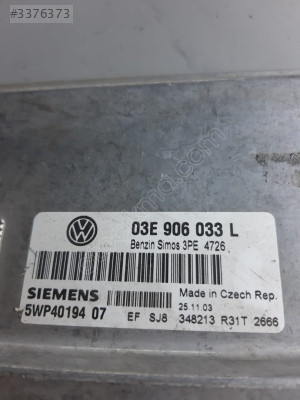 #3376373
03E 906 033 L
Benzin Simos 3PE 4726
SIEMENS
Made in Czech Rep.
25.11.03
5WP40194 07
EF SJ8 348213 R31T 2666